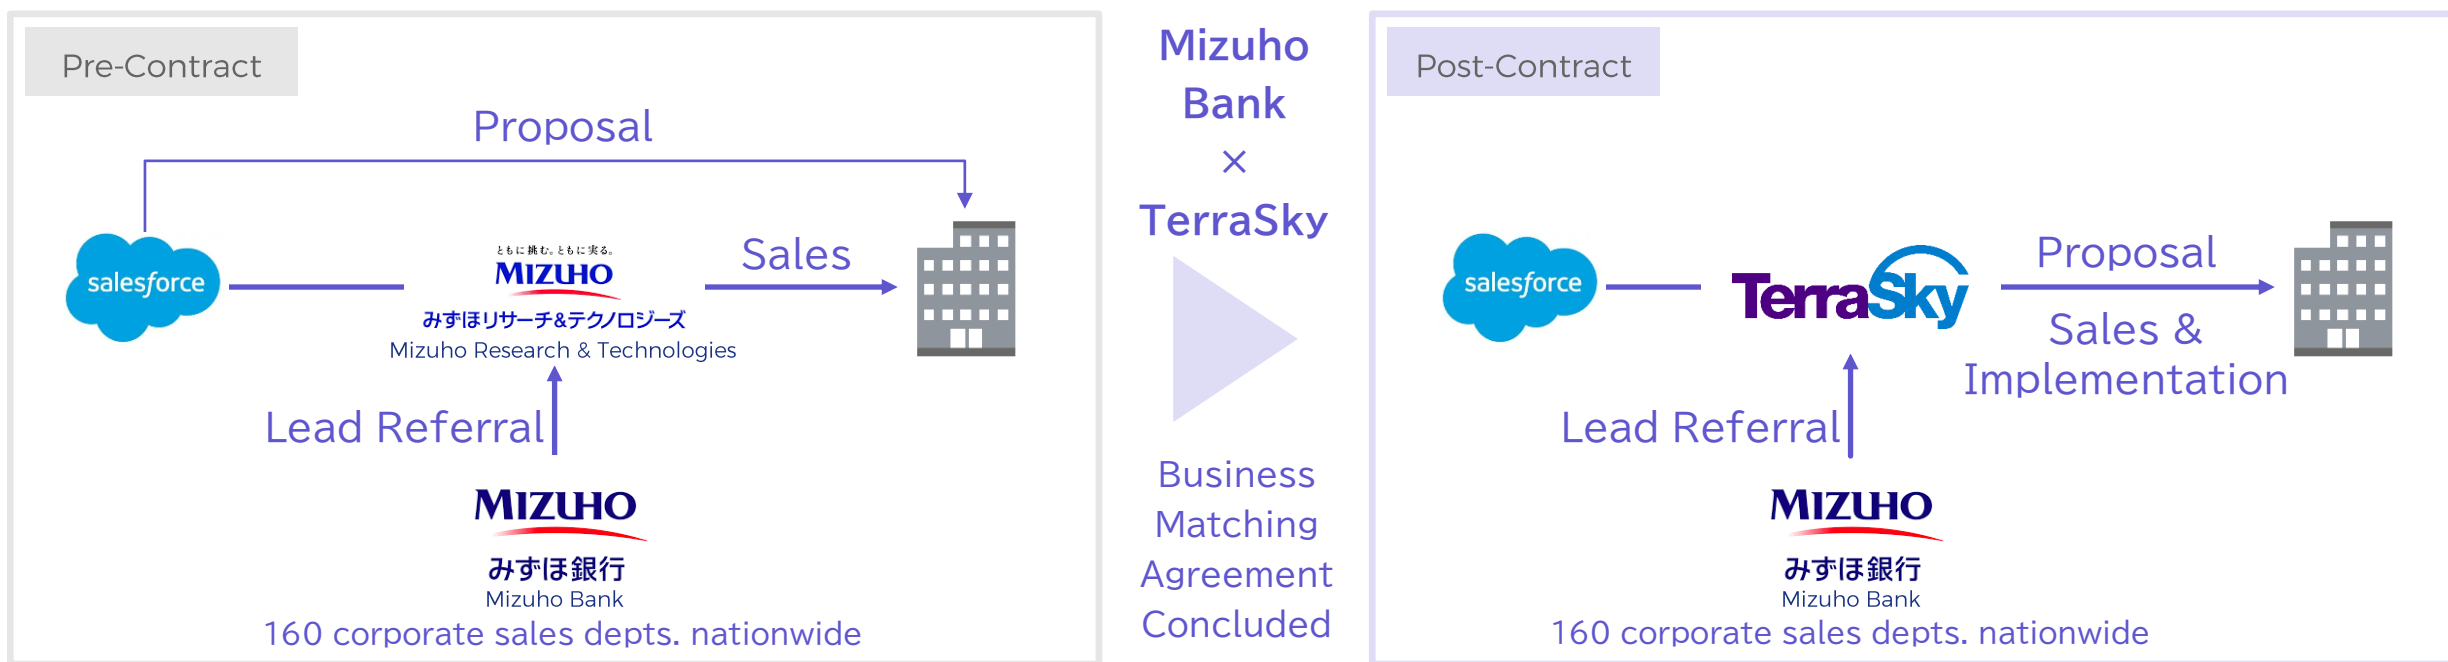 Pre-Contract
Proposal
salesforce
ともに挑む。ともに実る。
MIZUHO
みずほリサーチ&テクノロジーズ
Mizuho Research & Technologies
Sales
Lead Referral
MIZUHO
みずほ銀行
Mizuho Bank
160 corporate sales depts. nationwide
Mizuho
Bank
×
TerraSky
Business
Matching
Agreement
Concluded
Post-Contract
salesforce
TerraSky
Proposal
Sales &
Implementation
Lead Referral
MIZUHO
みずほ銀行
Mizuho Bank
160 corporate sales depts. nationwide